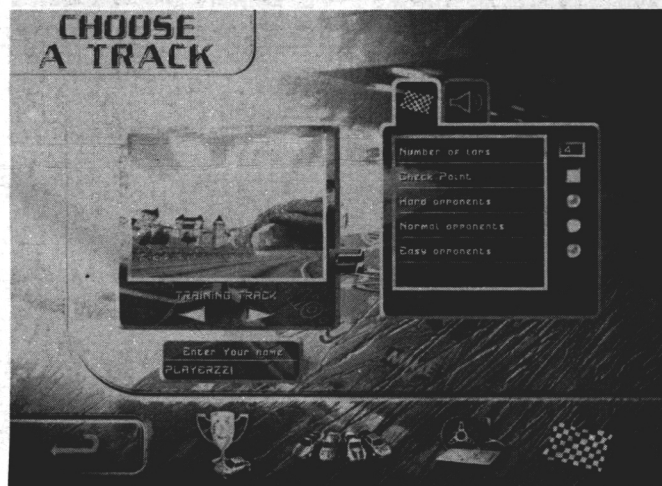 CHOOSE
A TRACK
Number of laps
4
Check Point
Hard opponents
Normal opponents
Easy opponents
TRAINING TRACK
Enter Your name
PLAYERZZ1